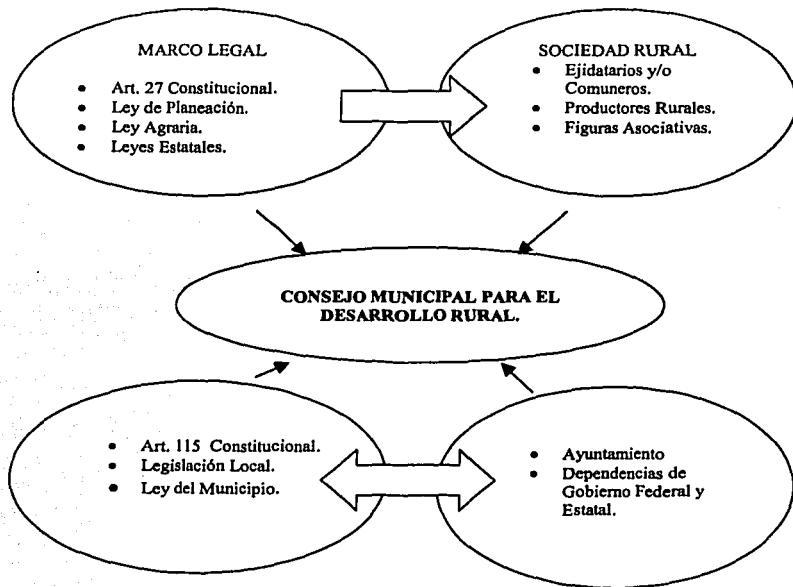 MARCO LEGAL
• Art. 27 Constitucional.
• Ley de Planeación.
• Ley Agraria.
• Leyes Estatales.
SOCIEDAD RURAL
• Ejidatarios y/o
Comuneros.
• Productores Rurales.
• Figuras Asociativas.
CONSEJO MUNICIPAL PARA EL
DESARROLLO RURAL.
• Art. 115 Constitucional.
• Legislación Local.
• Ley del Municipio.
• Ayuntamiento
• Dependencias de
Gobierno Federal y
Estatal.